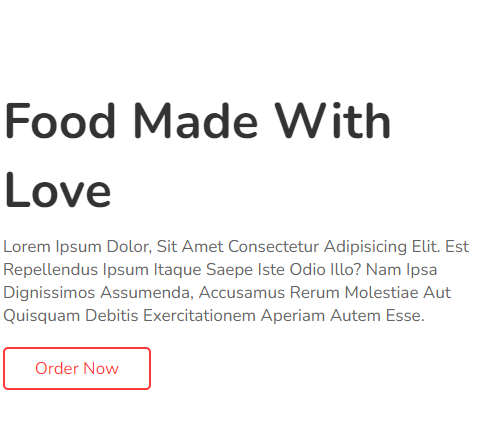 Food Made With
Love
Lorem Ipsum Dolor, Sit Amet Consectetur Adipisicing Elit. Est
Repellendus Ipsum Itaque Saepe Iste Odio Illo? Nam Ipsa
Dignissimos Assumenda, Accusamus Rerum Molestiae Aut
Quisquam Debitis Exercitationem Aperiam Autem Esse.
Order Now